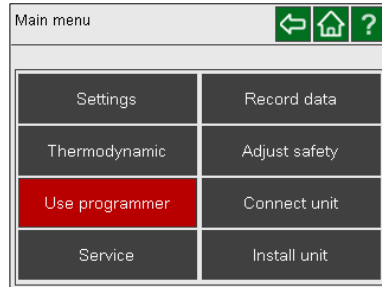 Main menu ?
Settings Record data
Thermodynamic Adjust safety
Use programmer Connect unit
Service Install unit